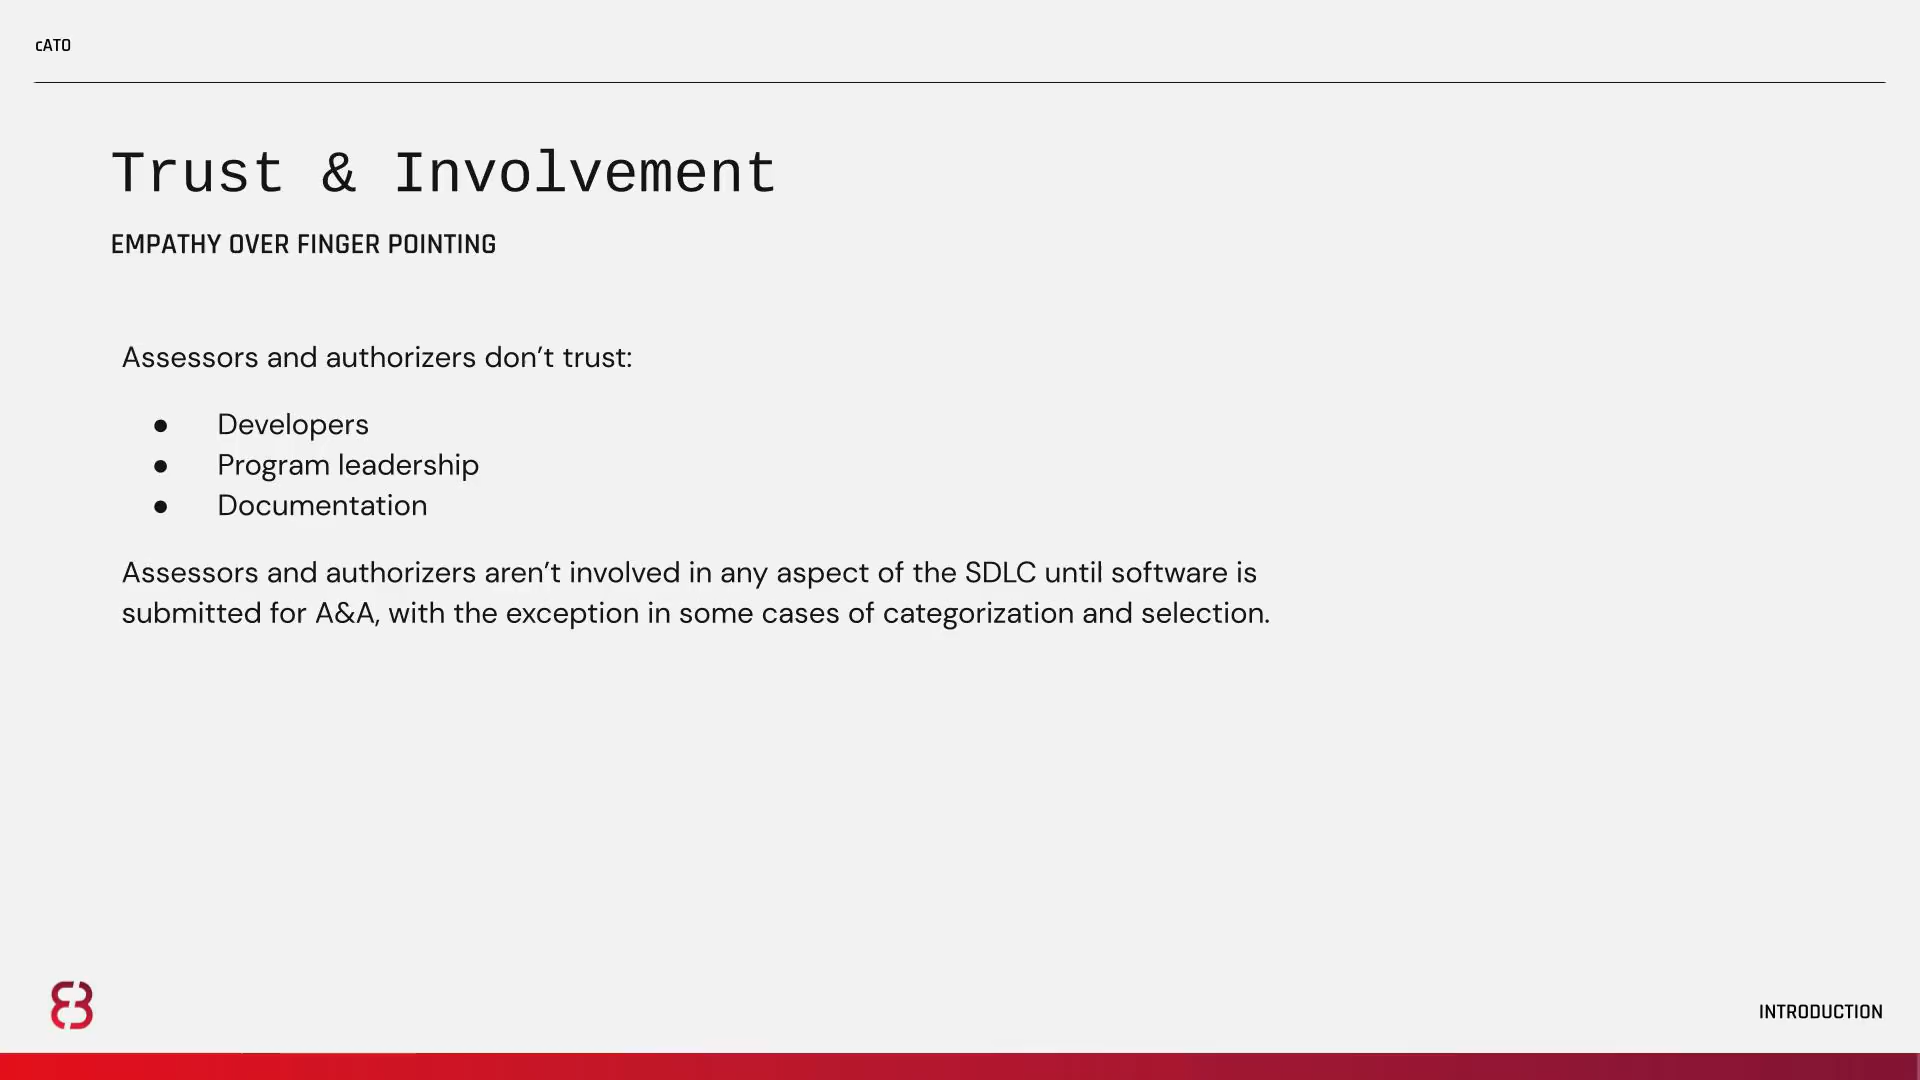 cATO
Trust & Involvement
EMPATHY OVER FINGER POINTING
Assessors and authorizers don’t trust:
● Developers
● Program leadership
● Documentation
Assessors and authorizers aren’t involved in any aspect of the SDLC until software is
submitted for A&A, with the exception in some cases of categorization and selection.
INTRODUCTION